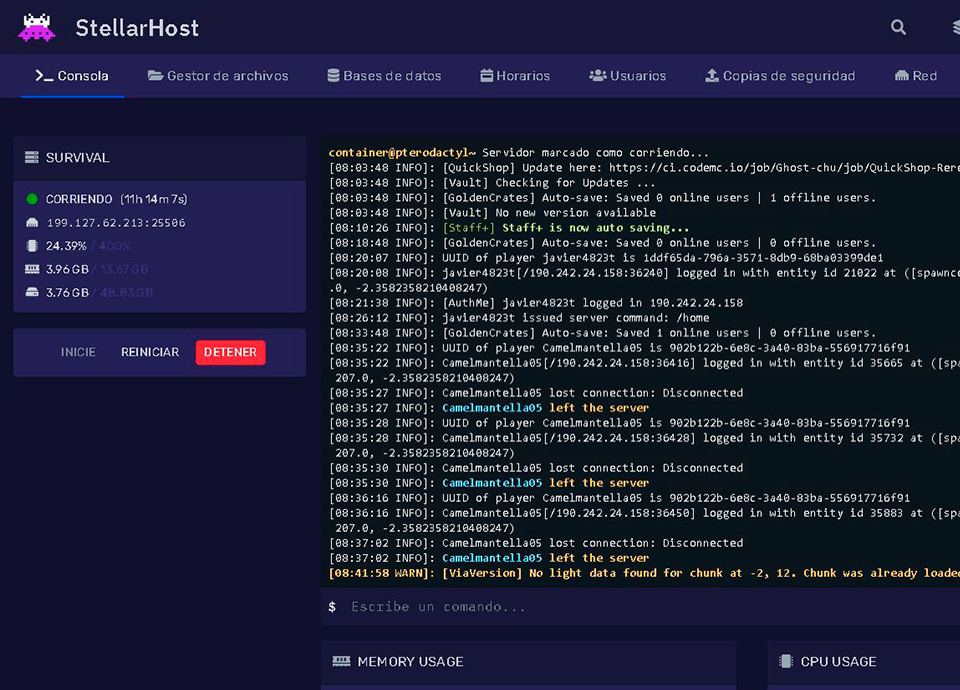 StellarHost
Consola
Gestor de archivos
Bases de datos
Horarios
Usuarios
Copias de seguridad
Red
SURVIVAL
CORRIENDO (11h 14m 7s)
199.127.62.213:25506
24.39% / 400%
3.96 GB / 13.67 GB
3.76 GB / 48.83 GB
INICIE
REINICIAR
DETENER
container@pterodactyl~ Servidor marcado como corriendo...
[08:03:48 INFO]: [QuickShop] Update here: https://ci.codemc.io/job/Ghost-chu/job/QuickShop-Rere
[08:03:48 INFO]: [Vault] Checking for Updates ...
[08:03:48 INFO]: [GoldenCrates] Auto-save: Saved 0 online users | 1 offline users.
[08:03:48 INFO]: [Vault] No new version available
[08:10:26 INFO]: [Staff+] Staff+ is now auto saving...
[08:18:48 INFO]: [GoldenCrates] Auto-save: Saved 0 online users | 0 offline users.
[08:20:07 INFO]: UUID of player javier4823t is 1ddf65da-796a-3571-8db9-68ba03399de1
[08:20:08 INFO]: javier4823t[/190.242.24.158:36240] logged in with entity id 21022 at ([spawnco
.0, -2.3582358210408247)
[08:21:38 INFO]: [AuthMe] javier4823t logged in 190.242.24.158
[08:26:12 INFO]: javier4823t issued server command: /home
[08:33:48 INFO]: [GoldenCrates] Auto-save: Saved 1 online users | 0 offline users.
[08:35:22 INFO]: UUID of player Camelmantella05 is 902b122b-6e8c-3a40-83ba-556917716f91
[08:35:22 INFO]: Camelmantella05[/190.242.24.158:36416] logged in with entity id 35665 at ([spa
207.0, -2.3582358210408247)
[08:35:27 INFO]: Camelmantella05 lost connection: Disconnected
[08:35:27 INFO]: Camelmantella05 left the server
[08:35:28 INFO]: UUID of player Camelmantella05 is 902b122b-6e8c-3a40-83ba-556917716f91
[08:35:28 INFO]: Camelmantella05[/190.242.24.158:36428] logged in with entity id 35732 at ([spa
207.0, -2.3582358210408247)
[08:35:30 INFO]: Camelmantella05 lost connection: Disconnected
[08:35:30 INFO]: Camelmantella05 left the server
[08:36:16 INFO]: UUID of player Camelmantella05 is 902b122b-6e8c-3a40-83ba-556917716f91
[08:36:16 INFO]: Camelmantella05[/190.242.24.158:36450] logged in with entity id 35883 at ([spa
207.0, -2.3582358210408247)
[08:37:02 INFO]: Camelmantella05 lost connection: Disconnected
[08:37:02 INFO]: Camelmantella05 left the server
[08:41:58 WARN]: [ViaVersion] No light data found for chunk at -2, 12. Chunk was already loade
$ Escribe un comando...
MEMORY USAGE
CPU USAGE